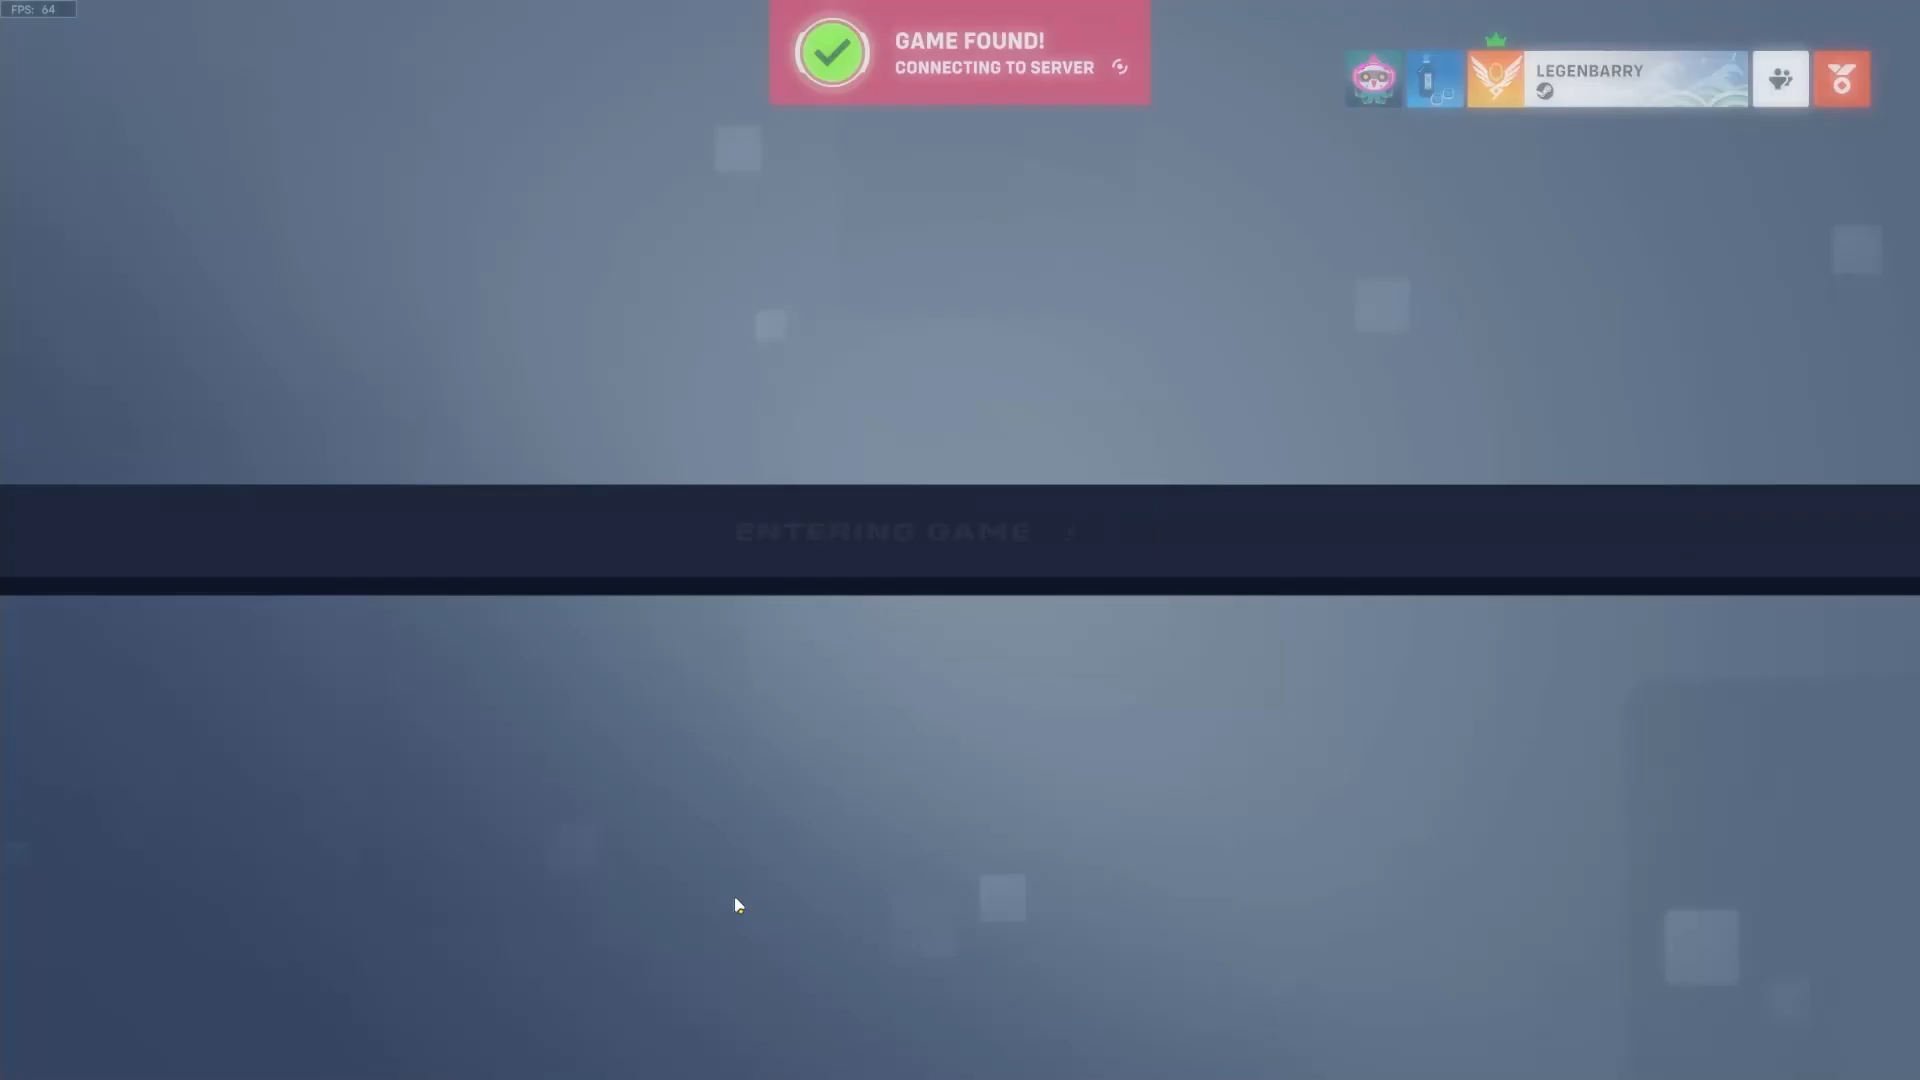 FPS: 64
GAME FOUND!
CONNECTING TO SERVER
LEGENBARRY
ENTERING GAME